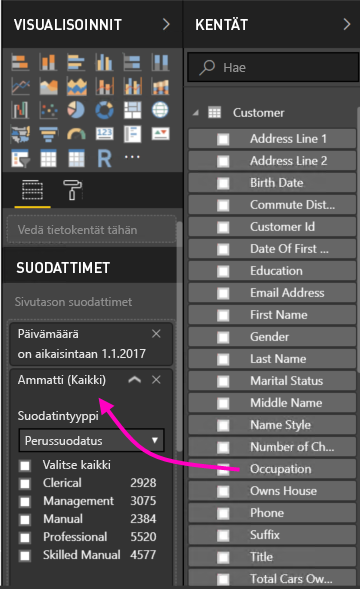 VISUALISOINNIT
R
123
Vedä tietokentät tähän
SUODATTIMET
Sivutason suodattimet
Päivämäärä
on aikaisintaan 1.1.2017
Ammatti (Kaikki)
Suodatintyyppi
Perussuodatus
Valitse kaikki
Clerical 2928
Management 3075
Manual 2384
Professional 5520
Skilled Manual 4577
KENTÄT
Hae
Customer
Address Line 1
Address Line 2
Birth Date
Commute Dist...
Customer Id
Date Of First ...
Education
Email Address
First Name
Gender
Last Name
Marital Status
Middle Name
Name Style
Number of Ch...
Occupation
Owns House
Phone
Suffix
Title
Total Cars Ow...